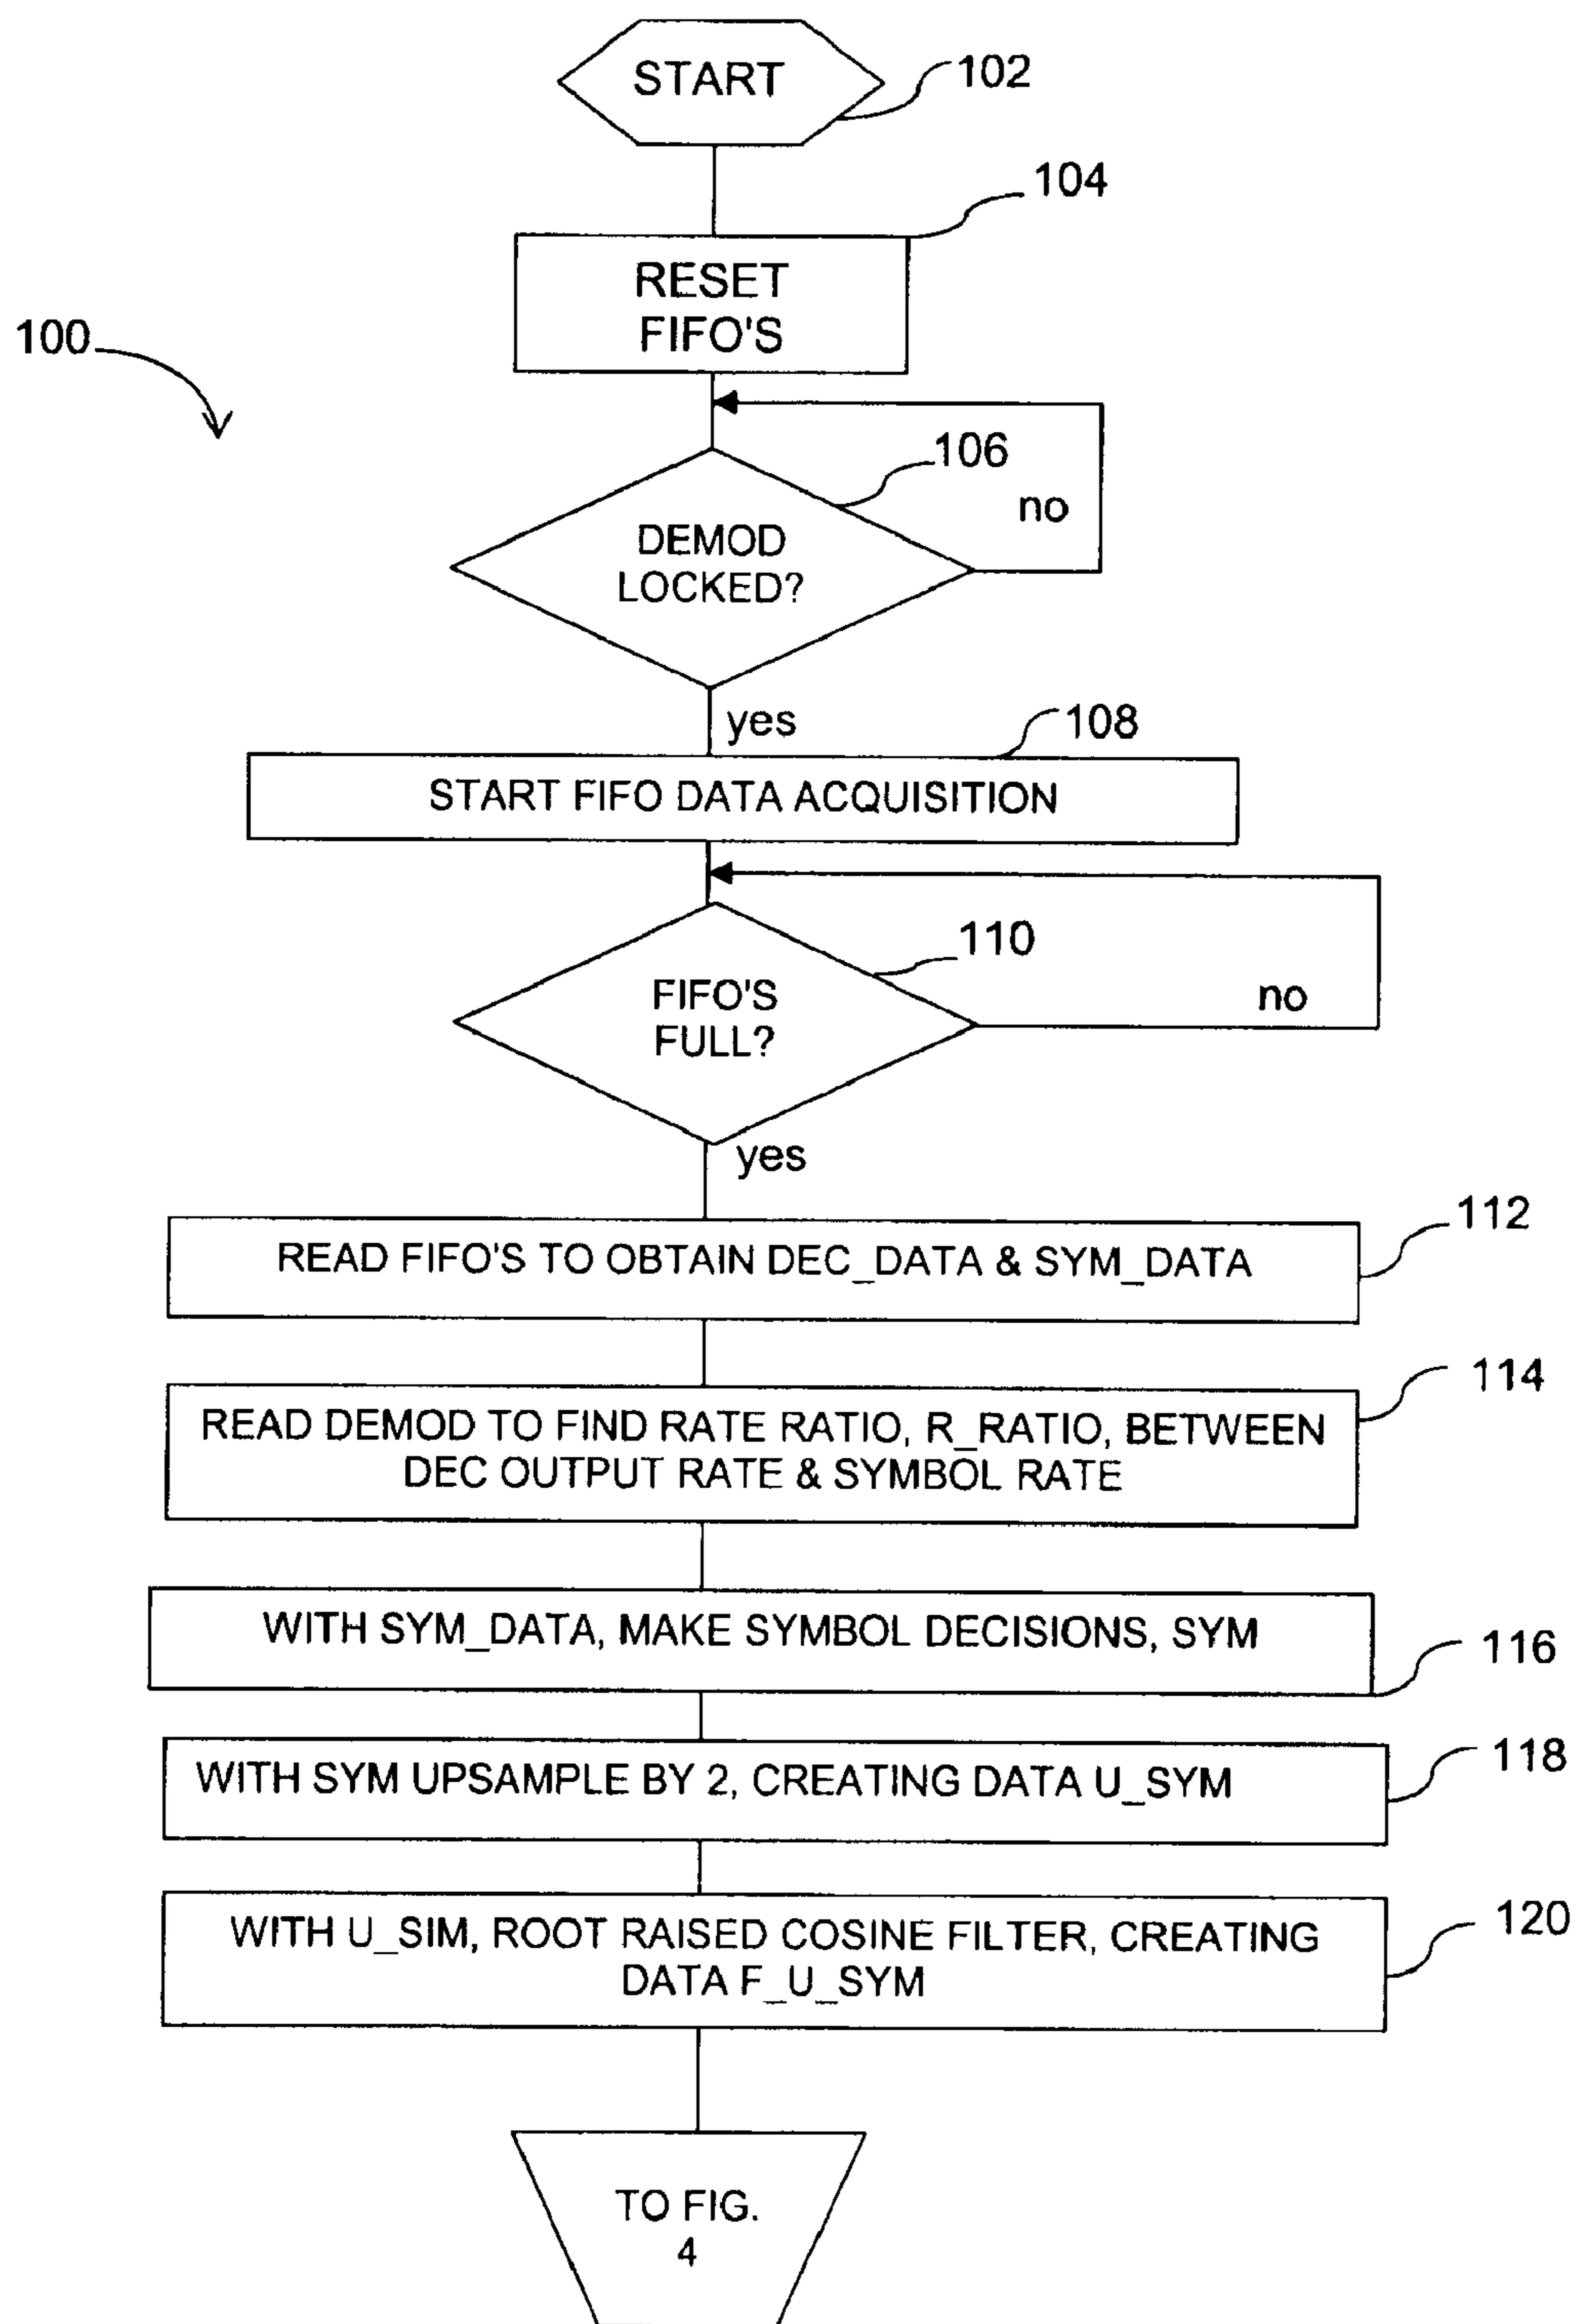 START
102
104
RESET
FIFO'S
100
106
no
DEMOD
LOCKED?
yes
108
START FIFO DATA ACQUISITION
110
FIFO'S
FULL?
no
yes
112
READ FIFO'S TO OBTAIN DEC_DATA & SYM_DATA
114
READ DEMOD TO FIND RATE RATIO, R_RATIO, BETWEEN
DEC OUTPUT RATE & SYMBOL RATE
WITH SYM_DATA, MAKE SYMBOL DECISIONS, SYM
116
118
WITH SYM UPSAMPLE BY 2, CREATING DATA U_SYM
120
WITH U_SIM, ROOT RAISED COSINE FILTER, CREATING
DATA F_U_SYM
TO FIG.
4